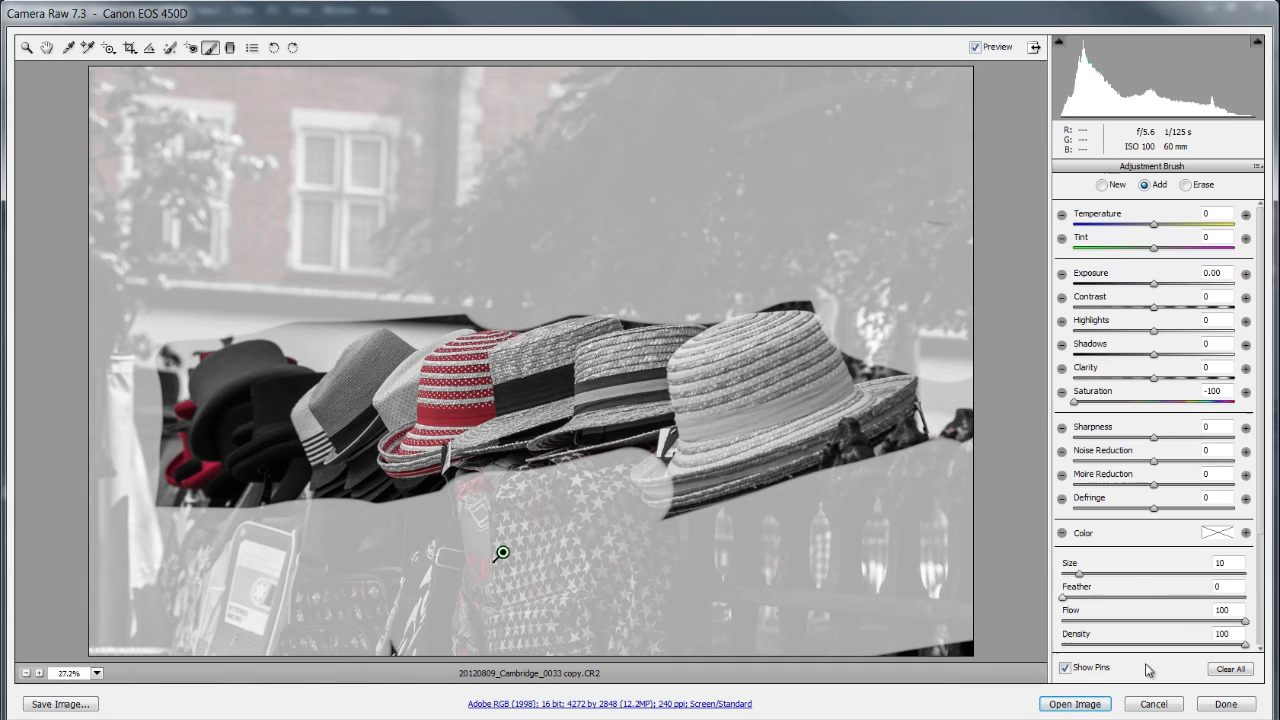 Camera Raw 7.3 - Canon EOS 450D
Preview
R: ---
G: ---
B: ---
f/5.6 1/125 s
ISO 100 60 mm
Adjustment Brush
New Add Erase
Temperature 0
Tint 0
Exposure 0.00
Contrast 0
Highlights 0
Shadows 0
Clarity 0
Saturation -100
Sharpness 0
Noise Reduction 0
Moire Reduction 0
Defringe 0
Color
Size 10
Feather 0
Flow 100
Density 100
Show Pins Clear All
27.2% 20120809_Cambridge_0033 copy.CR2
Save Image... Adobe RGB (1998); 16 bit; 4272 by 2848 (12.2MP); 240 ppi; Screen/Standard Open Image Cancel Done